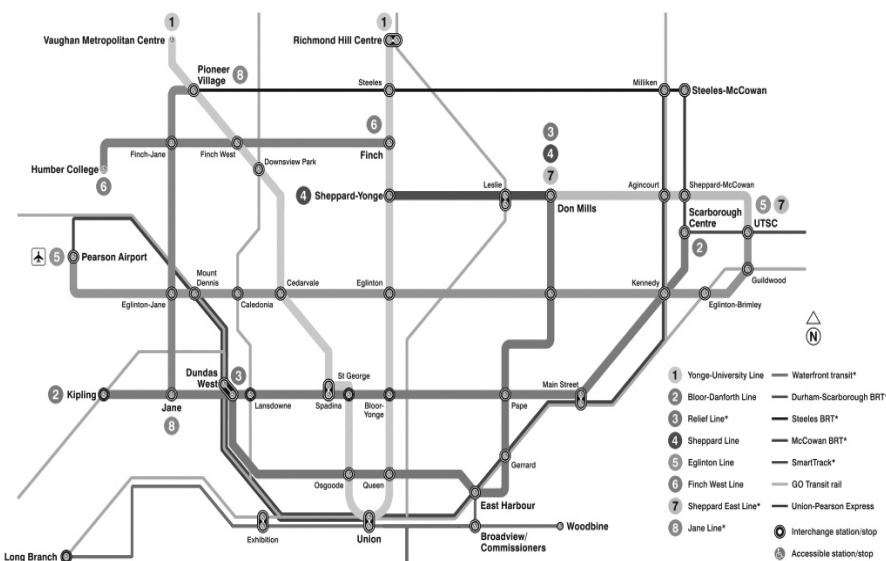 1
1
Vaughan Metropolitan Centre
Richmond Hill Centre
Pioneer
Village
8
Steeles
Milliken
Steeles-McCowan
6
3
4
7
Humber College
6
Finch-Jane
Finch West
Downsview Park
Finch
4
Sheppard-Yonge
Leslie
Don Mills
Agincourt
Sheppard-McCowan
5
7
Scarborough
Centre
2
UTSC
5
Pearson Airport
Mount
Dennis
Cedarvale
Eglinton
Kennedy
Guildwood
Eglinton-Jane
Caledonia
Eglinton-Brimley
N
Dundas
West
3
St George
Main Street
2
Kipling
Jane
8
Lansdowne
Spadina
Bloor-
Yonge
Pape
Gerrard
Osgoode
Queen
East Harbour
Long Branch
Exhibition
Union
Broadview/
Commissioners
Woodbine
1 Yonge-University Line
2 Bloor-Danforth Line
3 Relief Line*
4 Sheppard Line
5 Eglinton Line
6 Finch West Line
7 Sheppard East Line*
8 Jane Line*
Waterfront transit*
Durham-Scarborough BRT*
Steeles BRT*
McCowan BRT*
SmartTrack*
GO Transit rail
Union-Pearson Express
Interchange station/stop
Accessible station/stop